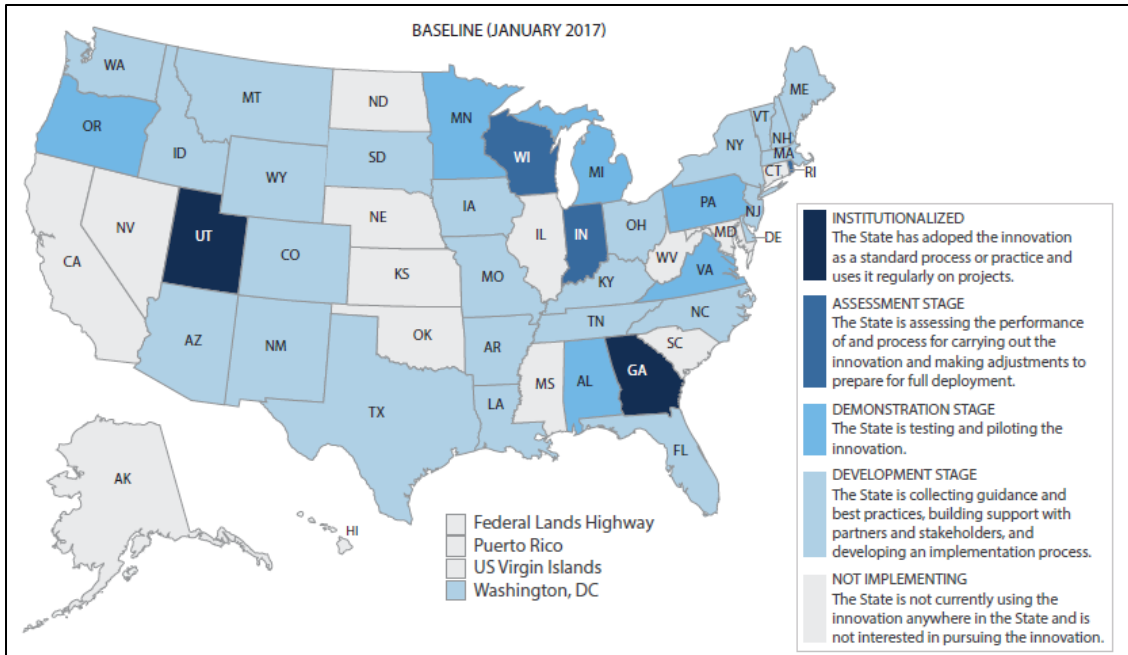 BASELINE (JANUARY 2017)
WA
MT
ND
MN
ME
VT
NH
OR
ID
SD
WI
NY
MA
WY
MI
CT
RI
IA
PA
NJ
NE
OH
DE
NV
UT
IL
IN
MD
CO
WV
CA
KS
MO
KY
VA
AZ
NM
OK
TN
NC
AR
SC
MS
AL
GA
TX
LA
FL
AK
HI
Federal Lands Highway
Puerto Rico
US Virgin Islands
Washington, DC
INSTITUTIONALIZED
The State has adopted the innovation
as a standard process or practice and
uses it regularly on projects.
ASSESSMENT STAGE
The State is assessing the performance
of and process for carrying out the
innovation and making adjustments to
prepare for full deployment.
DEMONSTRATION STAGE
The State is testing and piloting the
innovation.
DEVELOPMENT STAGE
The State is collecting guidance and
best practices, building support with
partners and stakeholders, and
developing an implementation process.
NOT IMPLEMENTING
The State is not currently using the
innovation anywhere in the State and is
not interested in pursuing the innovation.